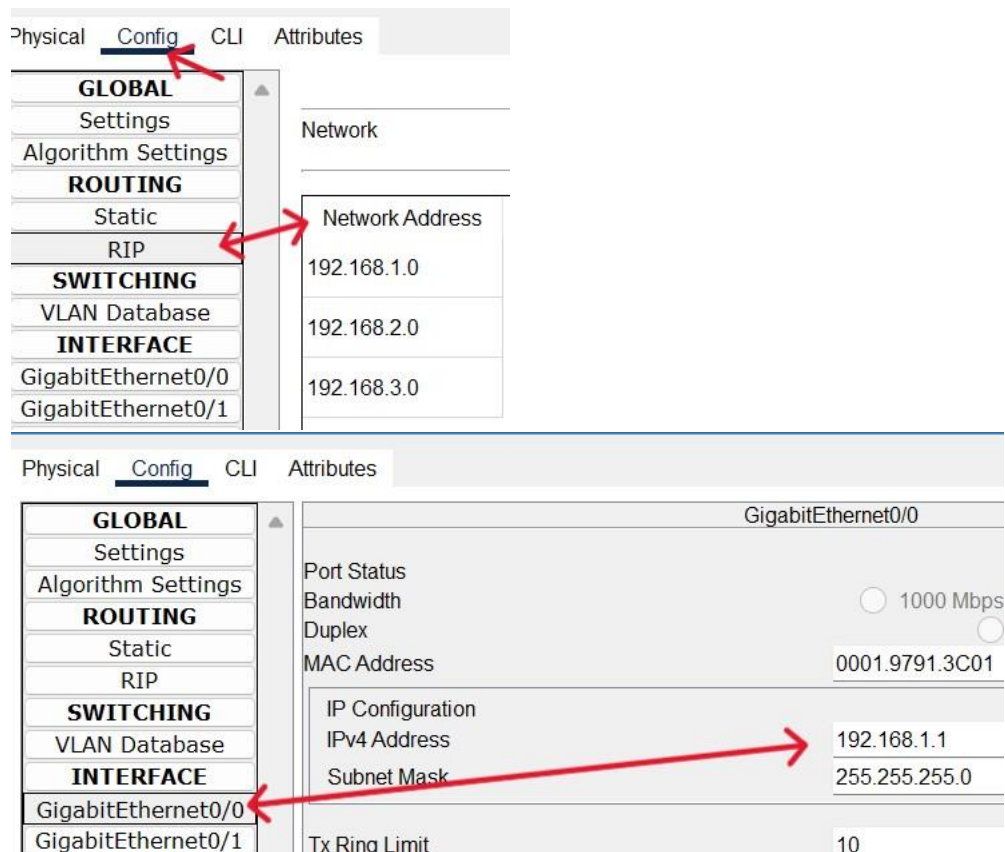 Physical Config CLI Attributes
GLOBAL
Settings
Algorithm Settings
ROUTING
Static
RIP
SWITCHING
VLAN Database
INTERFACE
GigabitEthernet0/0
GigabitEthernet0/1
Network
Network Address
192.168.1.0
192.168.2.0
192.168.3.0
Physical Config CLI Attributes
GLOBAL
Settings
Algorithm Settings
ROUTING
Static
RIP
SWITCHING
VLAN Database
INTERFACE
GigabitEthernet0/0
GigabitEthernet0/1
GigabitEthernet0/0
Port Status
Bandwidth 1000 Mbps
Duplex
MAC Address 0001.9791.3C01
IP Configuration
IPv4 Address 192.168.1.1
Subnet Mask 255.255.255.0
Tx Ring Limit 10